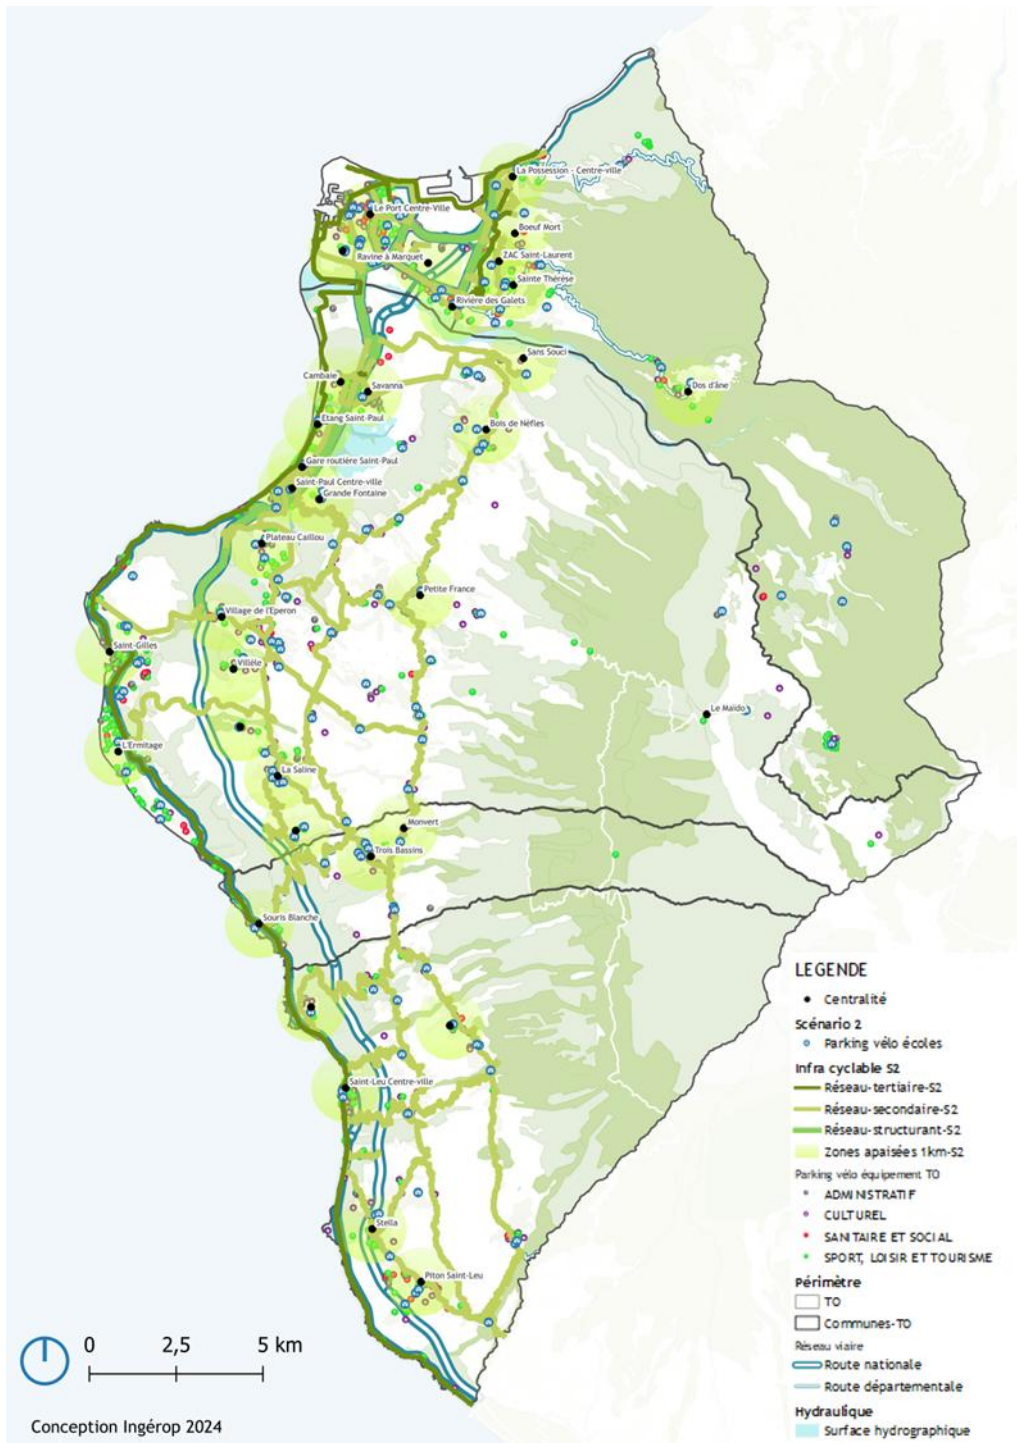 La Possession - Centre-ville
Le Port Centre-Ville
Boeuf Mort
Ravine à Marquet
ZAC Saint-Laurent
Sainte Thérèse
Rivière des Galets
Sans Souci
Cambaie
Savanna
Dos d'âne
Etang Saint-Paul
Bois de Nèfles
Gare routière Saint-Paul
Saint-Paul Centre-ville
Grande Fontaine
Plateau Caillou
Petite France
Village de l'Eperon
Saint-Gilles
Villèle
Le Maïdo
L'Ermitage
La Saline
Monvert
Trois Bassins
Souris Blanche
Saint-Leu Centre-ville
Stella
Piton Saint-Leu
LEGENDE
Centralité
Scénario 2
Parking vélo écoles
Infra cyclable S2
Réseau-tertiaire-S2
Réseau-secondaire-S2
Réseau-structurant-S2
Zones apaisées 1km-S2
Parking vélo équipement TO
ADMINISTRATIF
CULTUREL
SANITAIRE ET SOCIAL
SPORT, LOISIR ET TOURISME
Périmètre
TO
Communes-TO
Réseau viaire
Route nationale
Route départementale
Hydraulique
Surface hydrographique
0 2,5 5 km
Conception Ingérop 2024